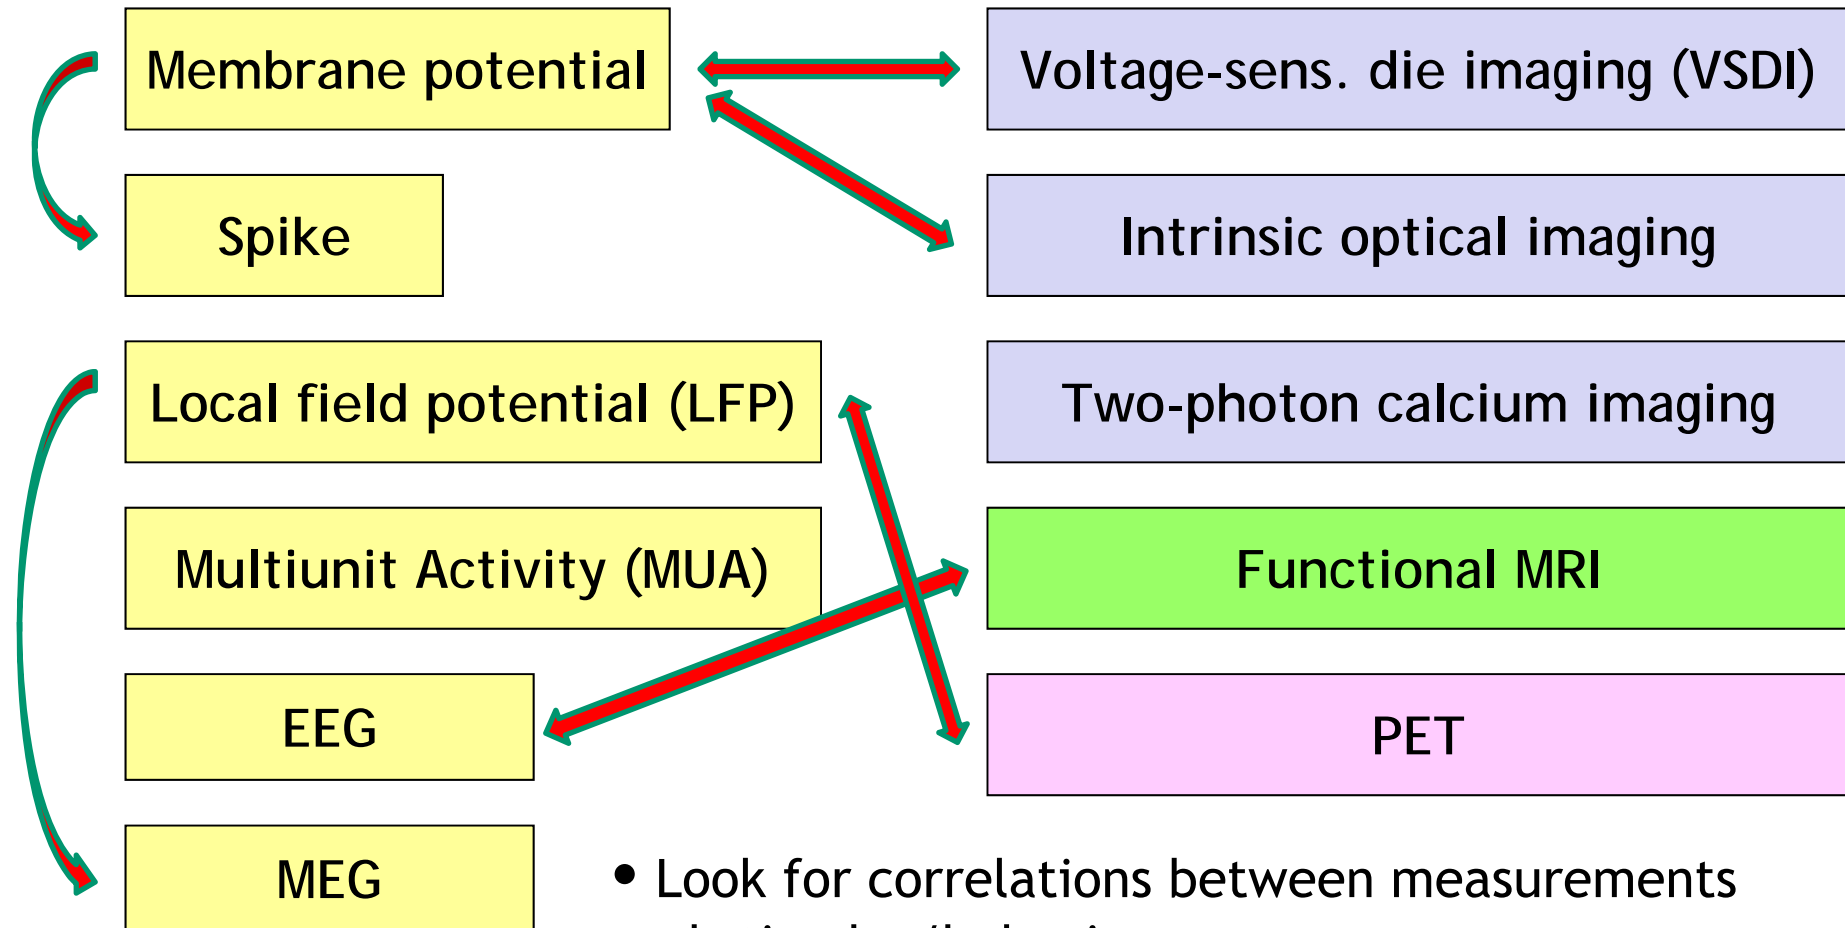 Membrane potential
Voltage-sens. die imaging (VSDI)
Spike
Intrinsic optical imaging
Local field potential (LFP)
Two-photon calcium imaging
Multiunit Activity (MUA)
Functional MRI
EEG
PET
MEG
• Look for correlations between measurements